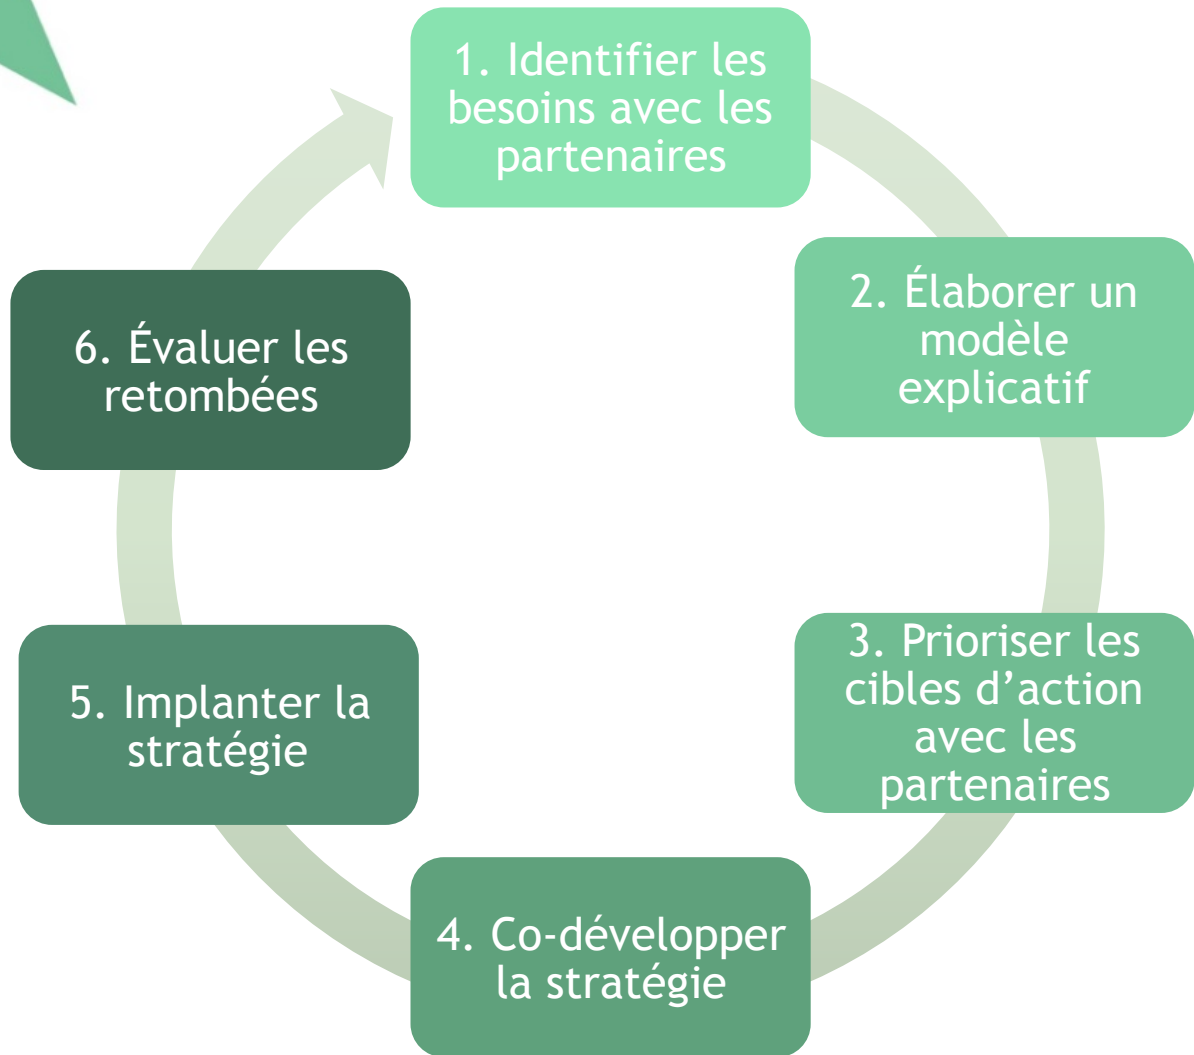 1. Identifier les
besoins avec les
partenaires
2. Élaborer un
modèle
explicatif
3. Prioriser les
cibles d’action
avec les
partenaires
4. Co-développer
la stratégie
5. Implanter la
stratégie
6. Évaluer les
retombées